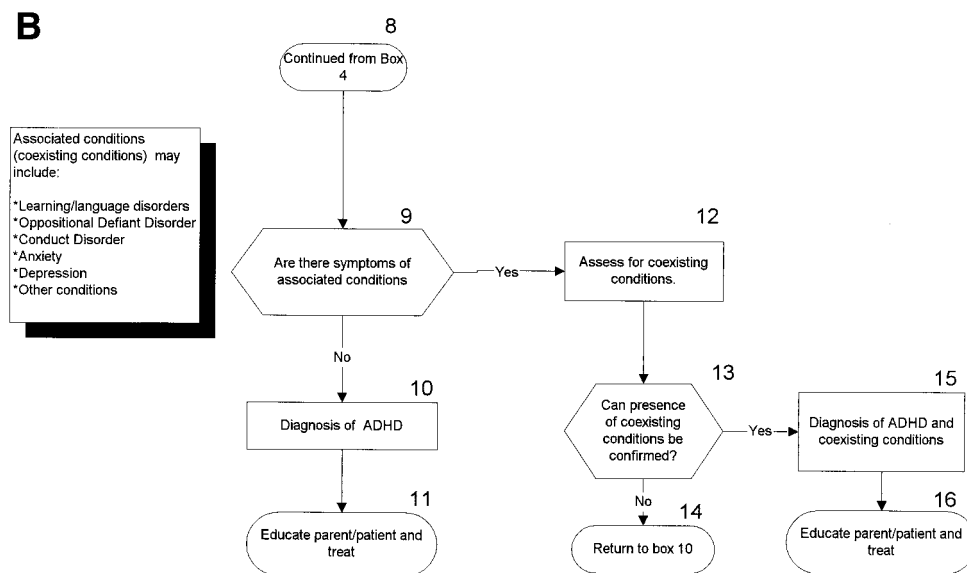 B
8
Continued from Box
4
Associated conditions
(coexisting conditions) may
include:
*Learning/language disorders
*Oppositional Defiant Disorder
*Conduct Disorder
*Anxiety
*Depression
*Other conditions
9
Are there symptoms of
associated conditions
Yes
12
Assess for coexisting
conditions.
No
10
Diagnosis of ADHD
13
Can presence
of coexisting
conditions be
confirmed?
Yes
15
Diagnosis of ADHD and
coexisting conditions
11
Educate parent/patient and
treat
No
14
Return to box 10
16
Educate parent/patient and
treat